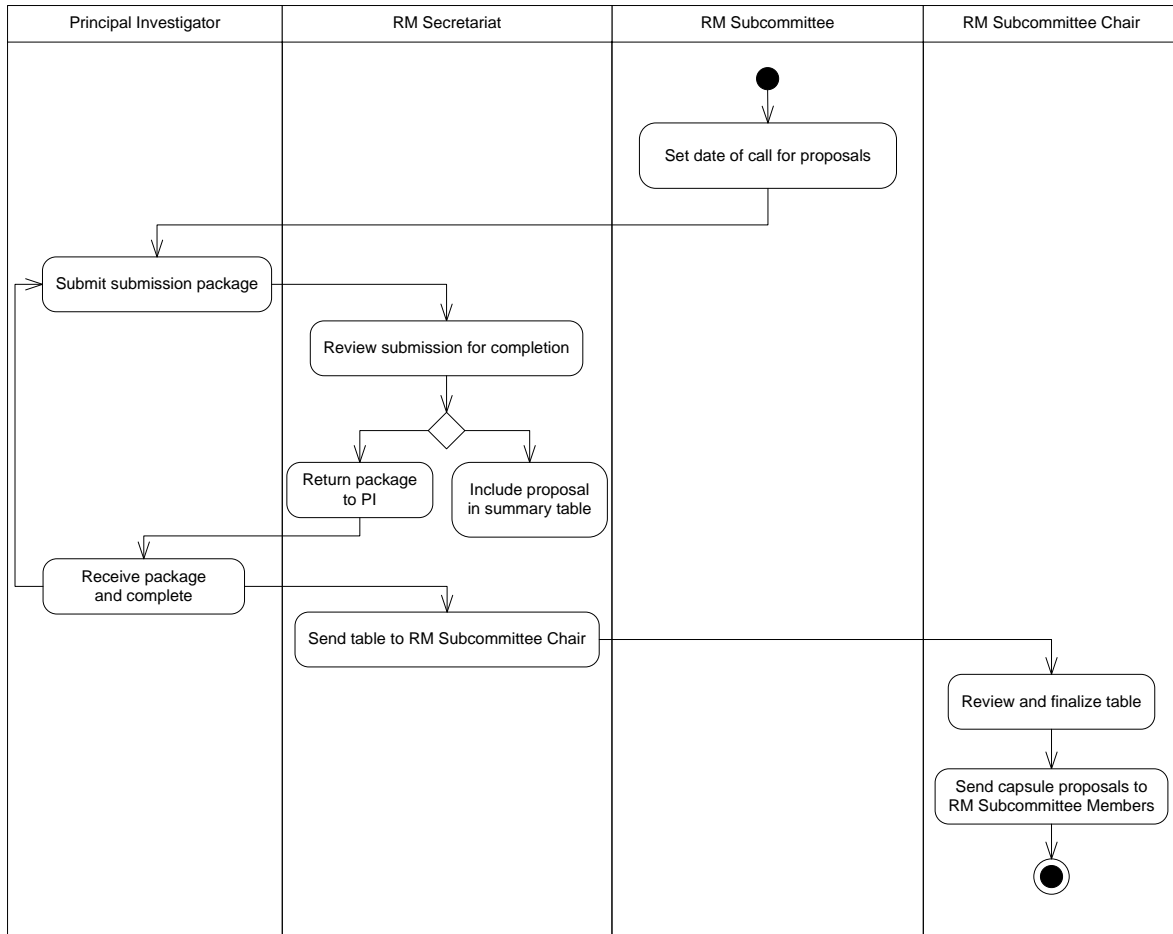 Principal Investigator
RM Secretariat
RM Subcommittee
RM Subcommittee Chair
Set date of call for proposals
Submit submission package
Review submission for completion
Return package
to PI
Include proposal
in summary table
Receive package
and complete
Send table to RM Subcommittee Chair
Review and finalize table
Send capsule proposals to
RM Subcommittee Members